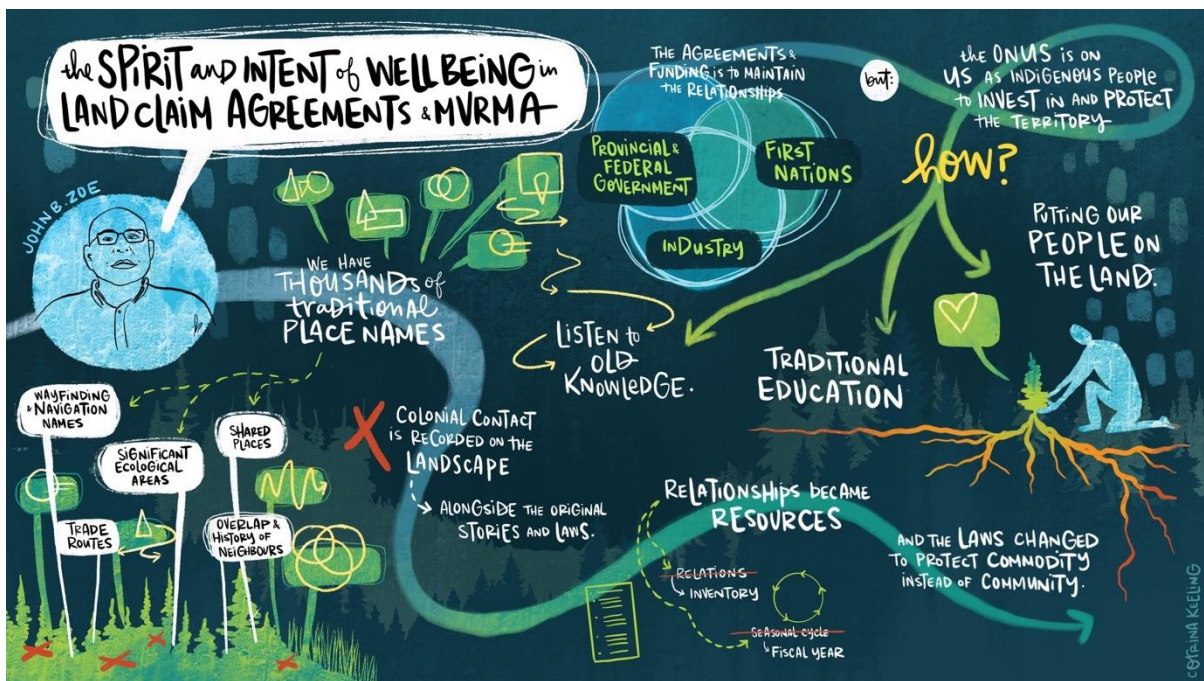 the SPIRIT and INTENT of WELLBEING in
LAND CLAIM AGREEMENTS & MVRMA
JOHN B. ZOE
WE HAVE
THOUSANDS of
traditional
PLACE NAMES
WAYFINDING
& NAVIGATION
NAMES
SIGNIFICANT
ECOLOGICAL
AREAS
SHARED
PLACES
TRADE
ROUTES
OVERLAP &
HISTORY OF
NEIGHBOURS
LISTEN to
OLD
KNOWLEDGE.
COLONIAL CONTACT
IS RECORDED ON THE
LANDSCAPE
ALONGSIDE THE ORIGINAL
STORIES AND LAWS.
RELATIONSHIPS BECAME
RESOURCES
RELATIONS
INVENTORY
SEASONAL CYCLE
FISCAL YEAR
AND THE LAWS CHANGED
TO PROTECT COMMODITY
INSTEAD OF COMMUNITY.
THE AGREEMENTS &
FUNDING IS TO MAINTAIN
THE RELATIONSHIPS
PROVINCIAL &
FEDERAL
GOVERNMENT
FIRST
NATIONS
INDUSTRY
but:
the ONUS IS ON
US AS INDIGENOUS PEOPLE
to INVEST IN AND PROTECT
THE TERRITORY
how?
TRADITIONAL
EDUCATION
PUTTING OUR
PEOPLE ON
THE LAND.
COTRINA KEELING